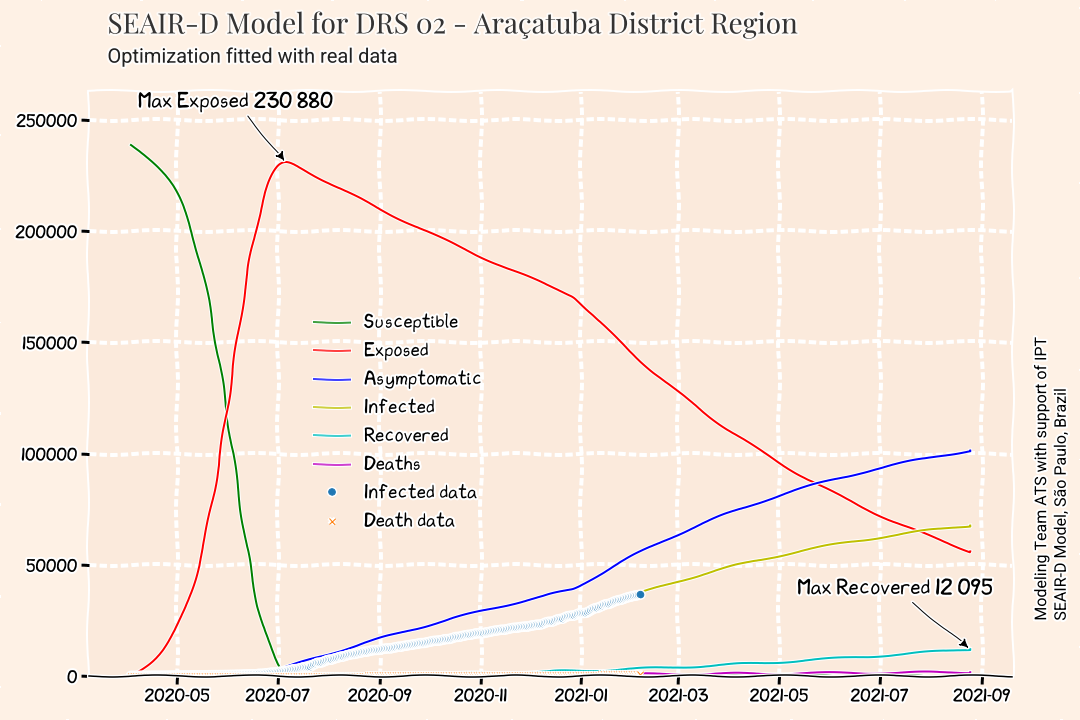 SEAIR-D Model for DRS 02 - Araçatuba District Region
Optimization fitted with real data
Max Exposed 230 880
250000
200000
150000
100000
50000
0
Susceptible
Exposed
Asymptomatic
Infected
Recovered
Deaths
Infected data
Death data
Max Recovered 12 095
2020-05
2020-07
2020-09
2020-11
2021-01
2021-03
2021-05
2021-07
2021-09
Modeling Team ATS with support of IPT
SEAIR-D Model, São Paulo, Brazil